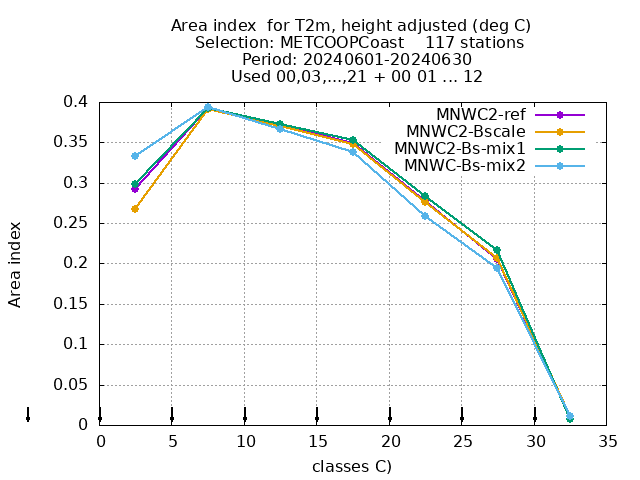 Area index  for T2m, height adjusted (deg C)
Selection: METCOOPCoast    117 stations
Period: 20240601-20240630
Used 00,03,...,21 + 00 01 ... 12
MNWC2-ref
MNWC2-Bscale
MNWC2-Bs-mix1
MNWC-Bs-mix2
0.4
0.35
0.3
0.25
0.2
0.15
0.1
0.05
0
Area index
0 5 10 15 20 25 30 35
classes C)